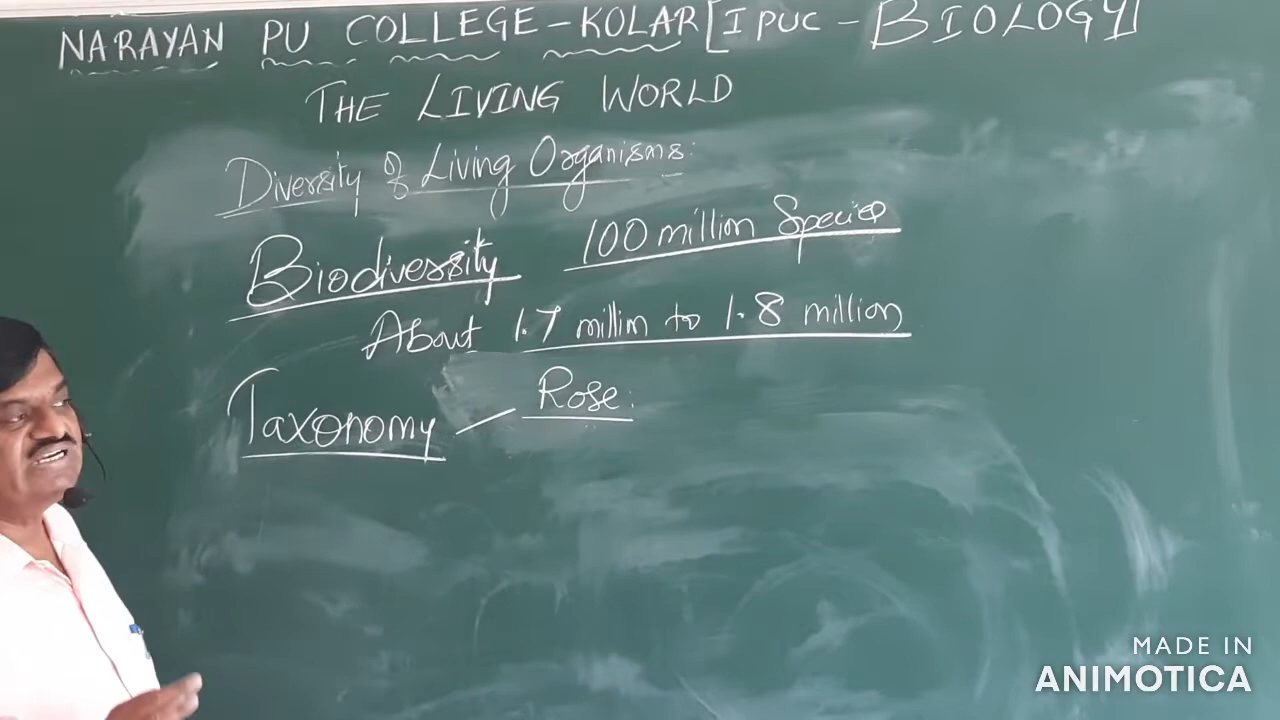 NARAYAN PU COLLEGE - KOLAR [I PUC - BIOLOGY]
THE LIVING WORLD
Diversity of Living Organisms:
Biodiversity 100 million Species
About 1.7 millim to 1.8 million
Taxonomy - Rose:
MADE IN
ANIMOTICA